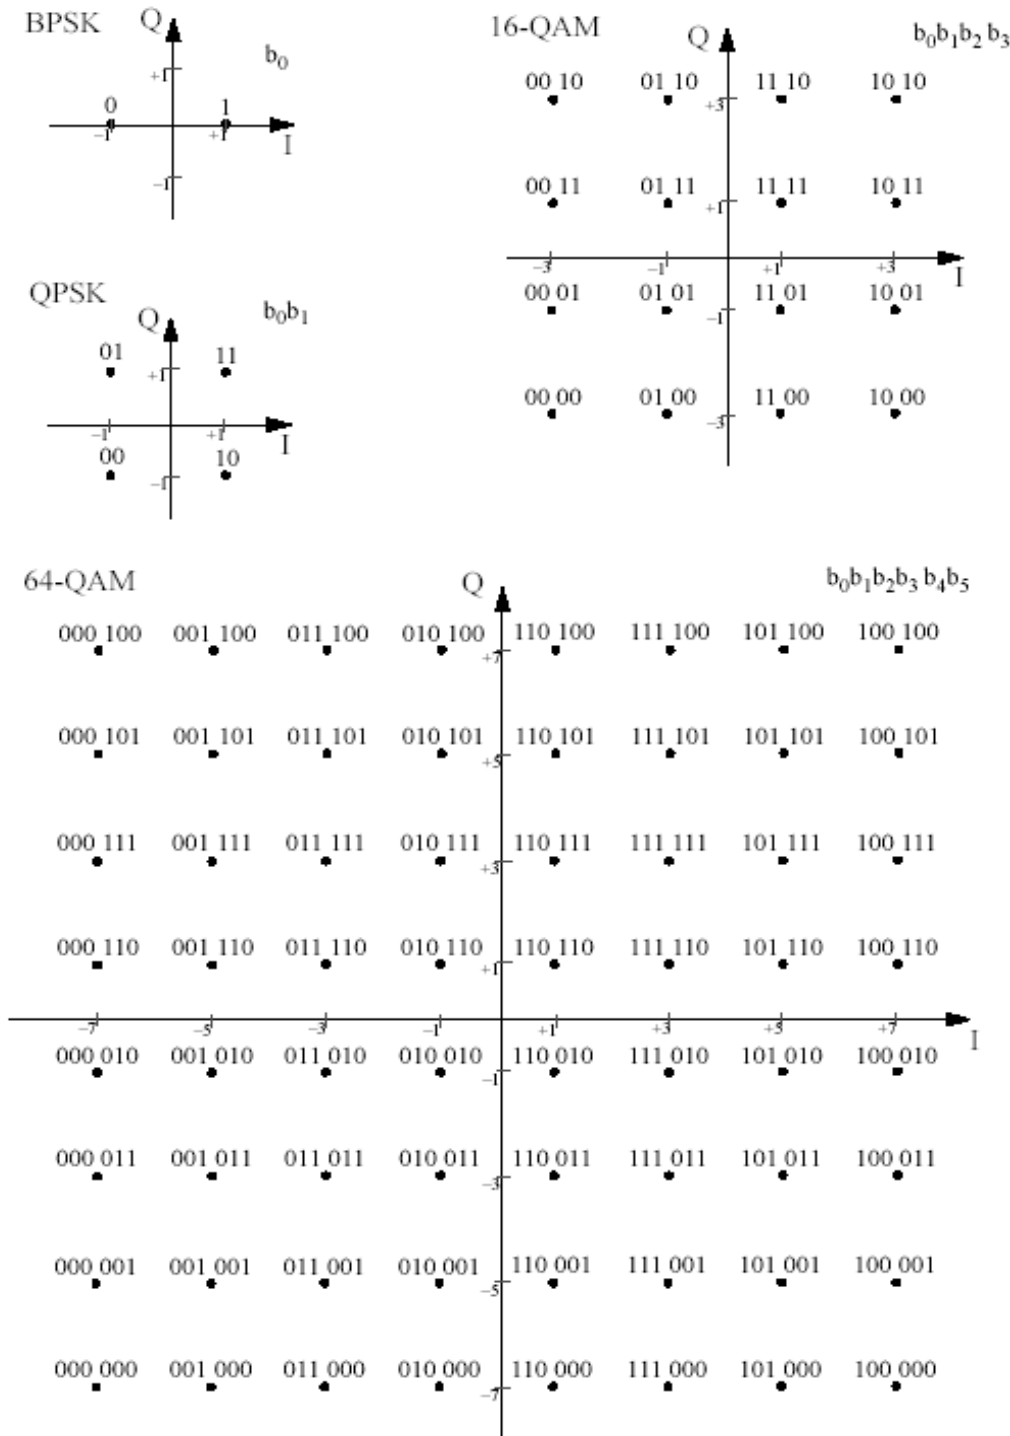 BPSK
Q
b0
+1
0 1
−1 +1
I
−1
QPSK
Q
b0b1
01 11
+1
−1 +1
I
00 10
−1
16-QAM
Q
b0b1b2 b3
00 10 01 10 11 10 10 10
+3
00 11 01 11 11 11 10 11
+1
−3 −1 +1 +3
I
00 01 01 01 11 01 10 01
−1
00 00 01 00 11 00 10 00
−3
64-QAM
Q
b0b1b2b3 b4b5
000 100 001 100 011 100 010 100 110 100 111 100 101 100 100 100
+7
000 101 001 101 011 101 010 101 110 101 111 101 101 101 100 101
+5
000 111 001 111 011 111 010 111 110 111 111 111 101 111 100 111
+3
000 110 001 110 011 110 010 110 110 110 111 110 101 110 100 110
+1
−7 −5 −3 −1 +1 +3 +5 +7
I
000 010 001 010 011 010 010 010 110 010 111 010 101 010 100 010
−1
000 011 001 011 011 011 010 011 110 011 111 011 101 011 100 011
−3
000 001 001 001 011 001 010 001 110 001 111 001 101 001 100 001
−5
000 000 001 000 011 000 010 000 110 000 111 000 101 000 100 000
−7